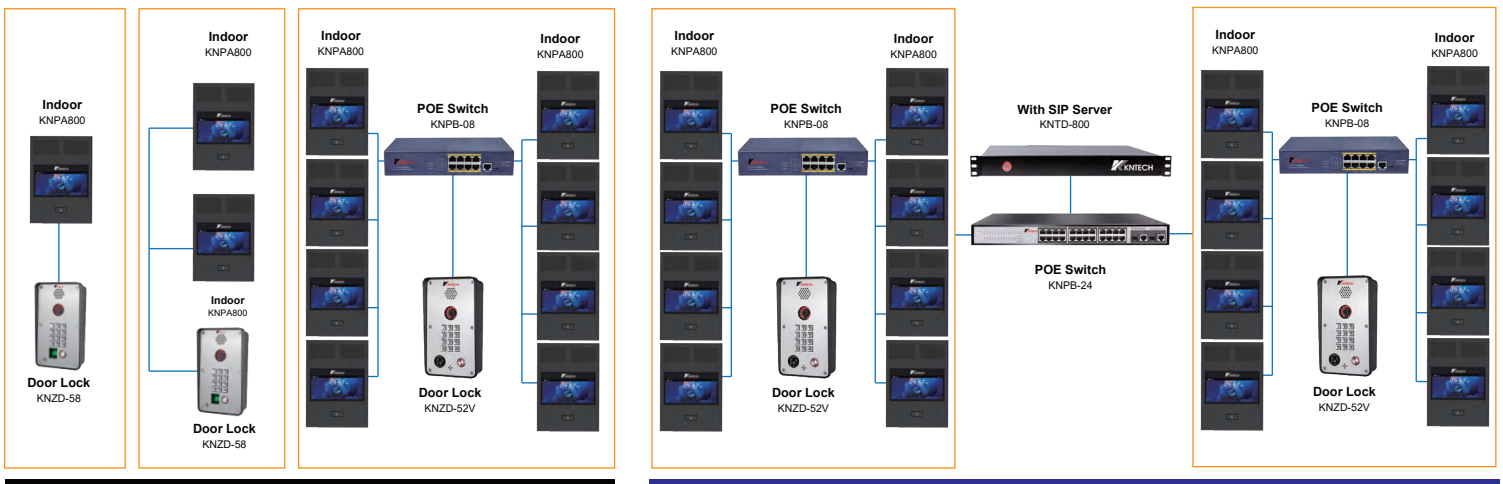 Indoor
KNPA800
Door Lock
KNZD-58
Indoor
KNPA800
Indoor
KNPA800
Door Lock
KNZD-58
Indoor
KNPA800
POE Switch
KNPB-08
Door Lock
KNZD-52V
Indoor
KNPA800
Indoor
KNPA800
POE Switch
KNPB-08
Door Lock
KNZD-52V
Indoor
KNPA800
With SIP Server
KNTD-800
KNTECH
POE Switch
KNPB-24
Indoor
KNPA800
POE Switch
KNPB-08
Door Lock
KNZD-52V
Indoor
KNPA800